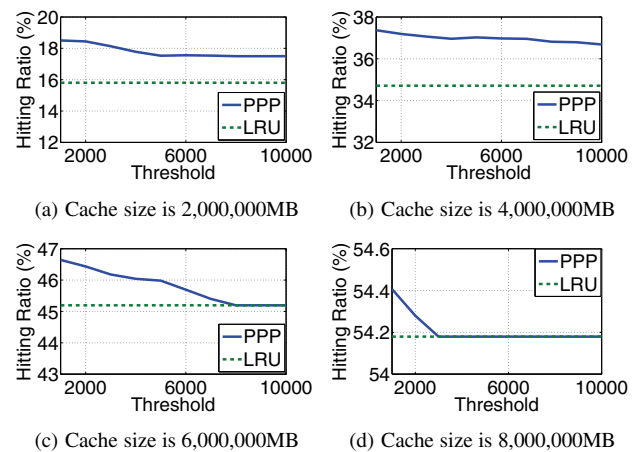 20
18
16
14
12
Hitting Ratio (%)
PPP
LRU
2000 6000 10000
Threshold
(a) Cache size is 2,000,000MB
38
36
34
32
Hitting Ratio (%)
PPP
LRU
2000 6000 10000
Threshold
(b) Cache size is 4,000,000MB
47
46
45
44
43
Hitting Ratio (%)
PPP
LRU
2000 6000 10000
Threshold
(c) Cache size is 6,000,000MB
54.6
54.4
54.2
54
Hitting Ratio (%)
PPP
LRU
2000 6000 10000
Threshold
(d) Cache size is 8,000,000MB